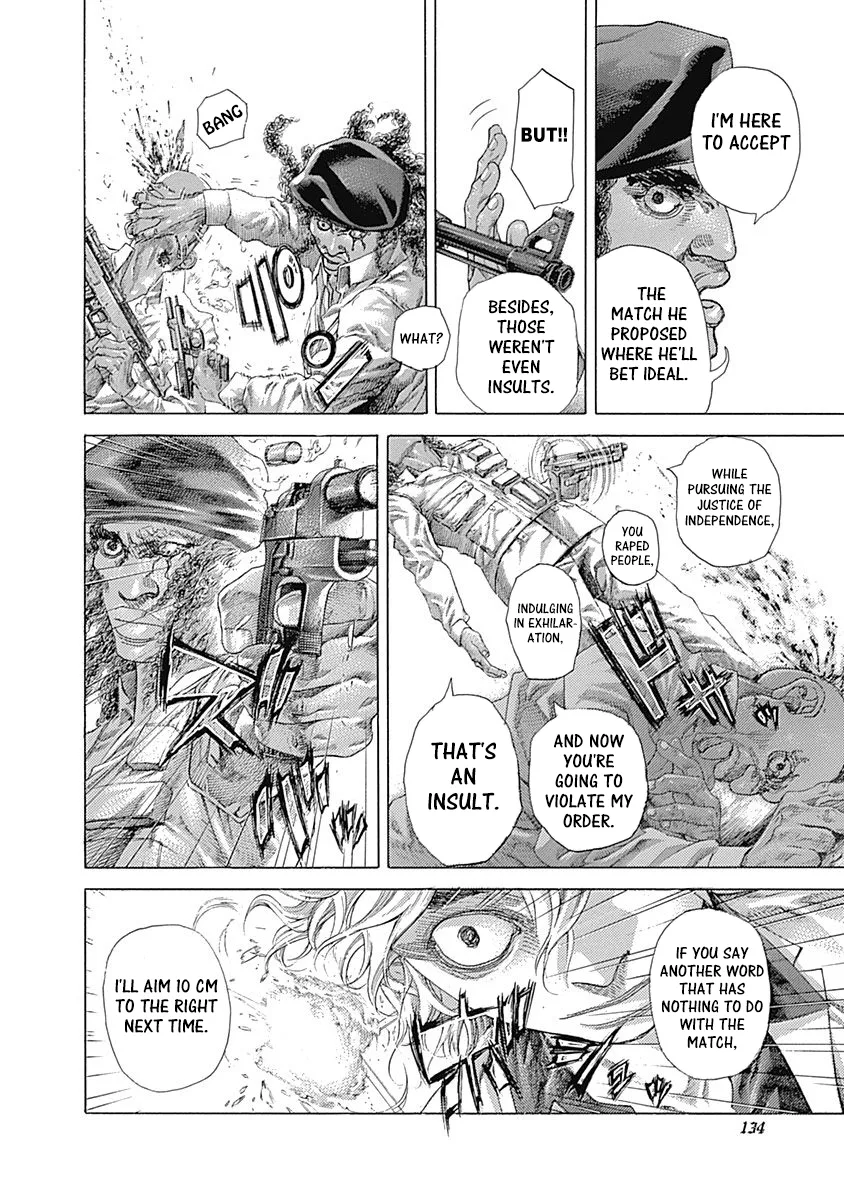 I'M HERE
TO ACCEPT
THE
MATCH HE
PROPOSED
WHERE HE'LL
BET IDEAL.
BUT!!
BESIDES,
THOSE
WEREN'T
EVEN
INSULTS.
BANG
WHAT?
WHILE
PURSUING THE
JUSTICE OF
INDEPENDENCE,
YOU
RAPED
PEOPLE,
INDULGING
IN EXHILAR-
ATION,
AND NOW
YOU'RE
GOING TO
VIOLATE MY
ORDER.
THAT'S
AN
INSULT.
IF YOU SAY
ANOTHER WORD
THAT HAS
NOTHING TO DO
WITH THE
MATCH,
I'LL AIM 10 CM
TO THE RIGHT
NEXT TIME.
134